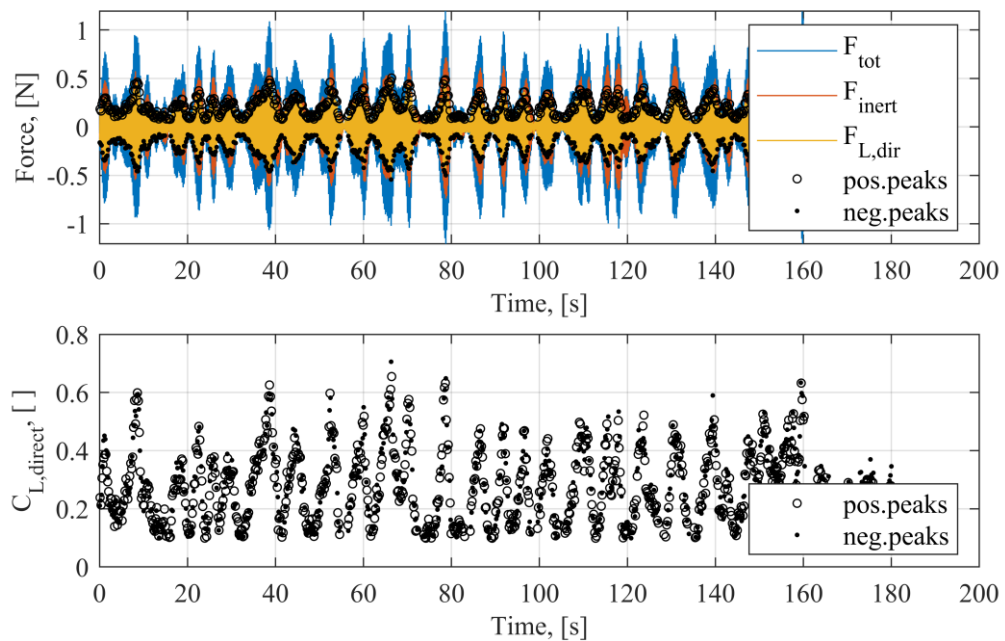 1
0.5
0
-0.5
-1
Force, [N]
F_tot
F_inert
F_L,dir
pos.peaks
neg.peaks
0 20 40 60 80 100 120 140 160 180 200
Time, [s]
0.8
0.6
0.4
0.2
0
C_L,direct, [ ]
pos.peaks
neg.peaks
0 20 40 60 80 100 120 140 160 180 200
Time, [s]